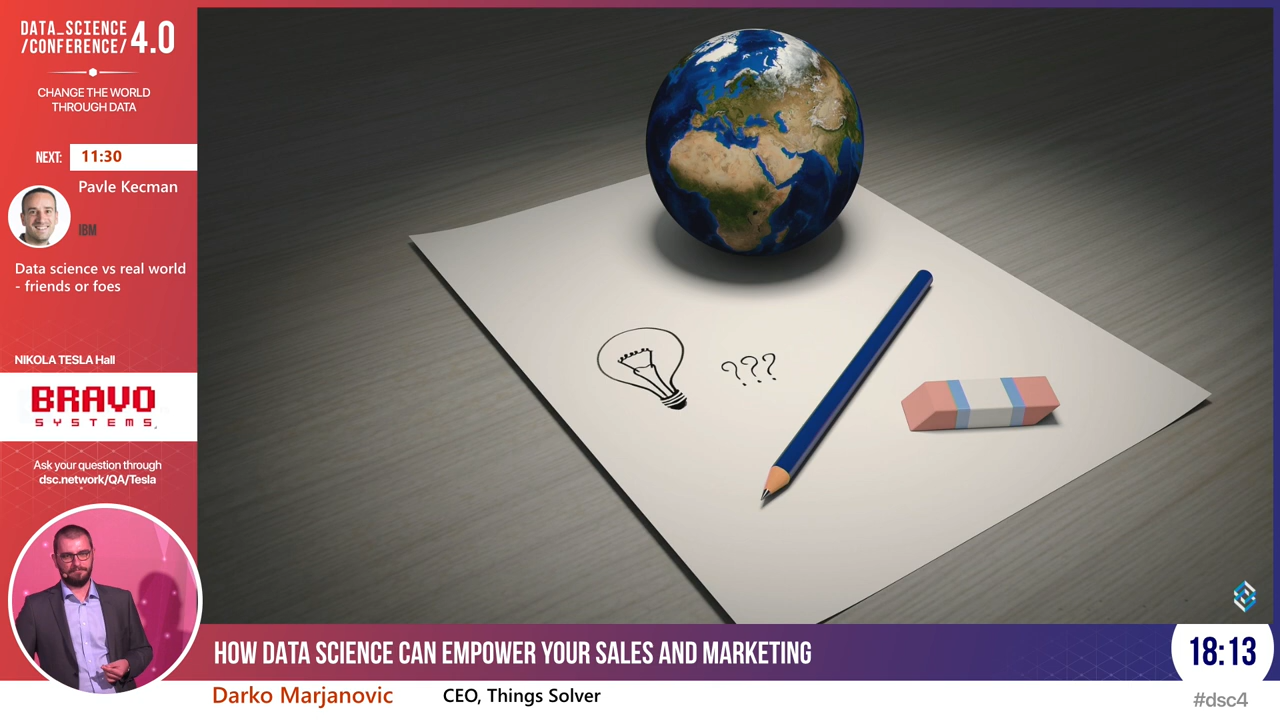 DATA_SCIENCE
/CONFERENCE/ 4.0
CHANGE THE WORLD
THROUGH DATA
NEXT: 11:30
Pavle Kecman
IBM
Data science vs real world
- friends or foes
NIKOLA TESLA Hall
BRAVO
SYSTEMS
Ask your question through
dsc.network/QA/Tesla
???
HOW DATA SCIENCE CAN EMPOWER YOUR SALES AND MARKETING
18:13
Darko Marjanovic CEO, Things Solver
#dsc4